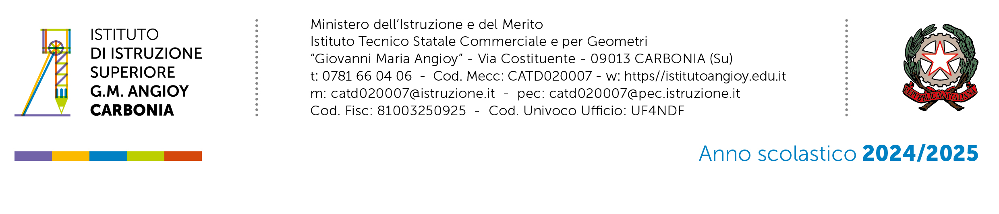 ISTITUTO
DI ISTRUZIONE
SUPERIORE
G.M. ANGIOY
CARBONIA
Ministero dell’Istruzione e del Merito
Istituto Tecnico Statale Commerciale e per Geometri
“Giovanni Maria Angioy” - Via Costituente - 09013 CARBONIA (Su)
t: 0781 66 04 06 - Cod. Mecc: CATD020007 - w: https//istitutoangioy.edu.it
m: catd020007@istruzione.it - pec: catd020007@pec.istruzione.it
Cod. Fisc: 81003250925 - Cod. Univoco Ufficio: UF4NDF
REPVBBLICA ITALIANA
Anno scolastico 2024/2025